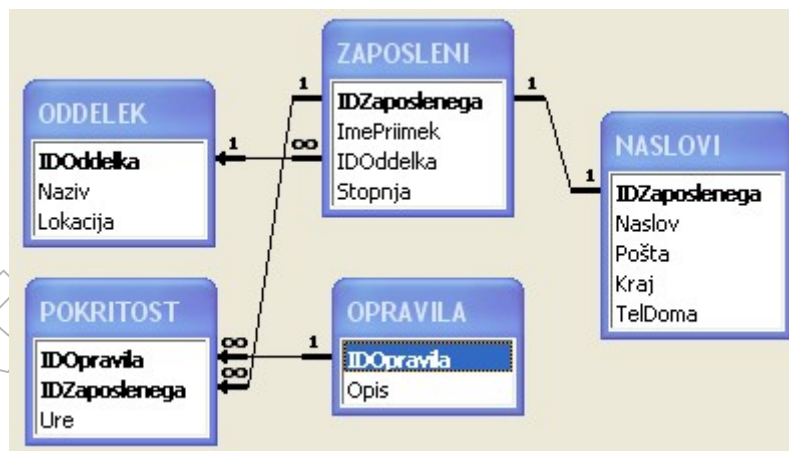 ODDELEK
IDOddelka
Naziv
Lokacija
1
∞
1
ZAPOSLENI
IDZaposlenega
ImePriimek
IDOddelka
Stopnja
1
1
NASLOVI
IDZaposlenega
Naslov
Pošta
Kraj
TelDoma
POKRITOST
IDOpravila
IDZaposlenega
Ure
∞
∞
1
OPRAVILA
IDOpravila
Opis